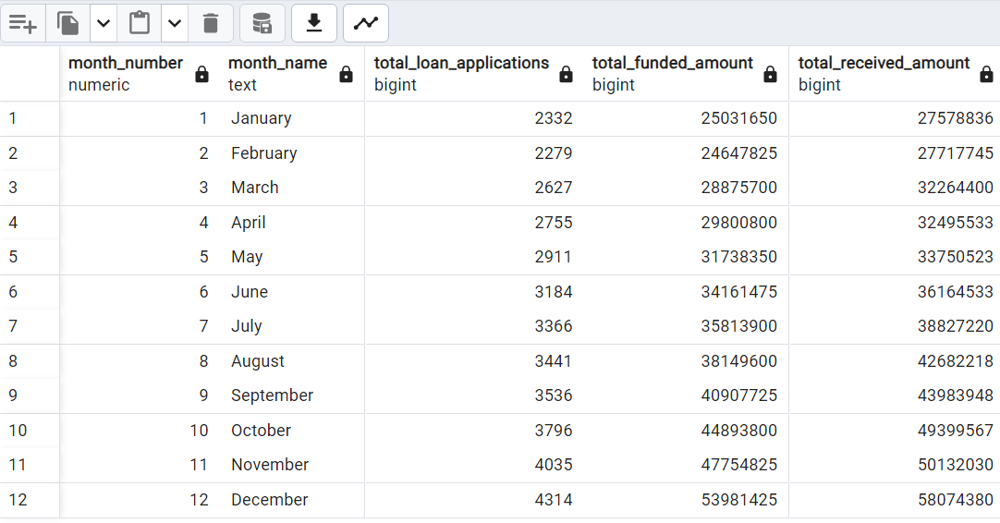 month_number month_name total_loan_applications total_funded_amount total_received_amount
numeric text bigint bigint bigint
1 1 January 2332 25031650 27578836
2 2 February 2279 24647825 27717745
3 3 March 2627 28875700 32264400
4 4 April 2755 29800800 32495533
5 5 May 2911 31738350 33750523
6 6 June 3184 34161475 36164533
7 7 July 3366 35813900 38827220
8 8 August 3441 38149600 42682218
9 9 September 3536 40907725 43983948
10 10 October 3796 44893800 49399567
11 11 November 4035 47754825 50132030
12 12 December 4314 53981425 58074380